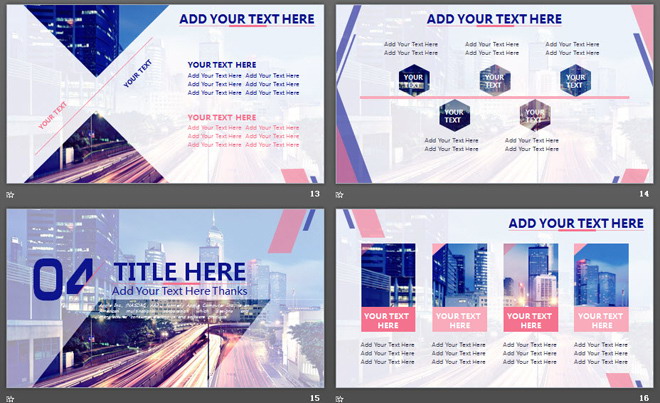 ADD YOUR TEXT HERE
YOUR TEXT
YOUR TEXT
YOUR TEXT HERE
Add Your Text Here Add Your Text Here
Add Your Text Here Add Your Text Here
Add Your Text Here Add Your Text Here
YOUR TEXT HERE
Add Your Text Here Add Your Text Here
Add Your Text Here Add Your Text Here
Add Your Text Here Add Your Text Here
13
ADD YOUR TEXT HERE
Add Your Text Here Add Your Text Here Add Your Text Here
Add Your Text Here Add Your Text Here Add Your Text Here
YOUR TEXT
YOUR TEXT
YOUR TEXT
YOUR TEXT
YOUR TEXT
Add Your Text Here Add Your Text Here
Add Your Text Here Add Your Text Here
14
04
TITLE HERE
Add Your Text Here Thanks
15
ADD YOUR TEXT HERE
YOUR TEXT YOUR TEXT YOUR TEXT YOUR TEXT
HERE HERE HERE HERE
Add Your Text Here Add Your Text Here Add Your Text Here Add Your Text Here
Add Your Text Here Add Your Text Here Add Your Text Here Add Your Text Here
Add Your Text Here Add Your Text Here Add Your Text Here Add Your Text Here
16